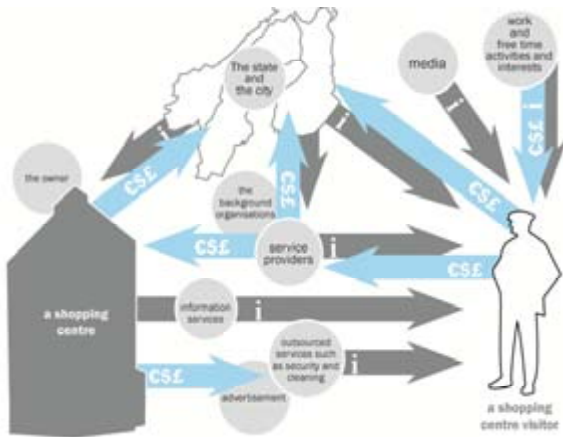 The state
and
the city
work
and
free time
activities and
interests
media
i
i
i
€$£
i
the owner
€$£
€$£
the
background
organisations
€$£
€$£
service
providers
i
€$£
a shopping
centre
information
services
i
outsourced
services such
as security and
cleaning
€$£
i
advertisement
a shopping
centre visitor